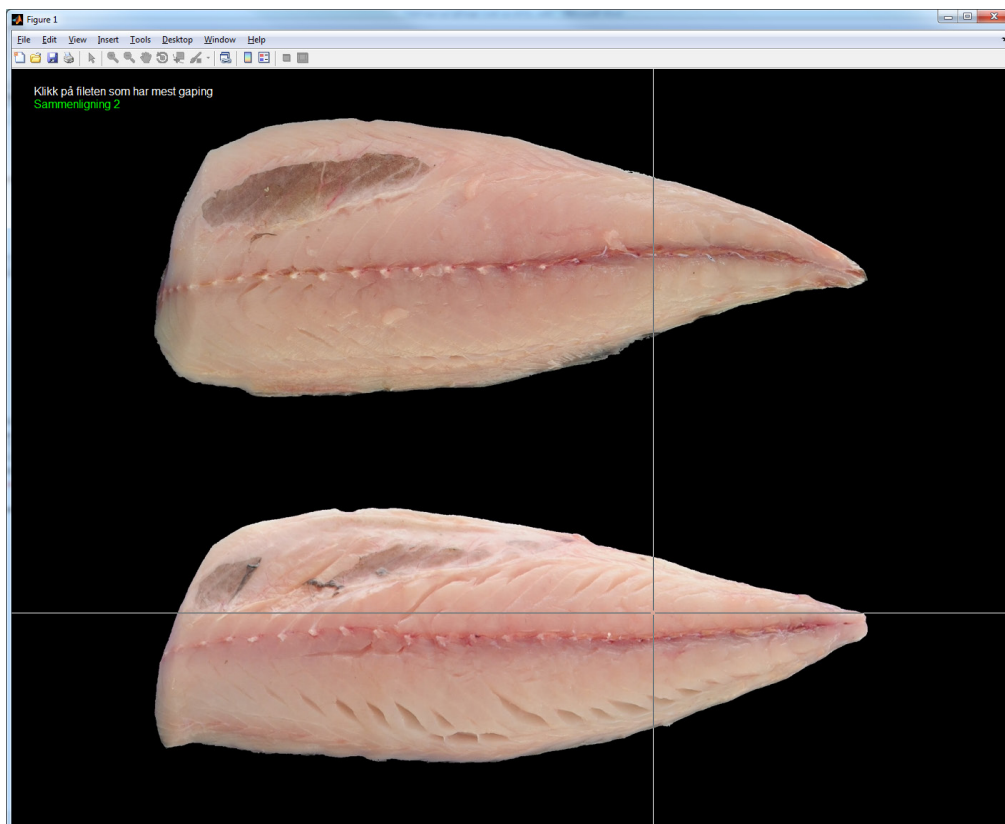 Figure 1
File Edit View Insert Tools Desktop Window Help
Klikk på fileten som har mest gaping
Sammenligning 2